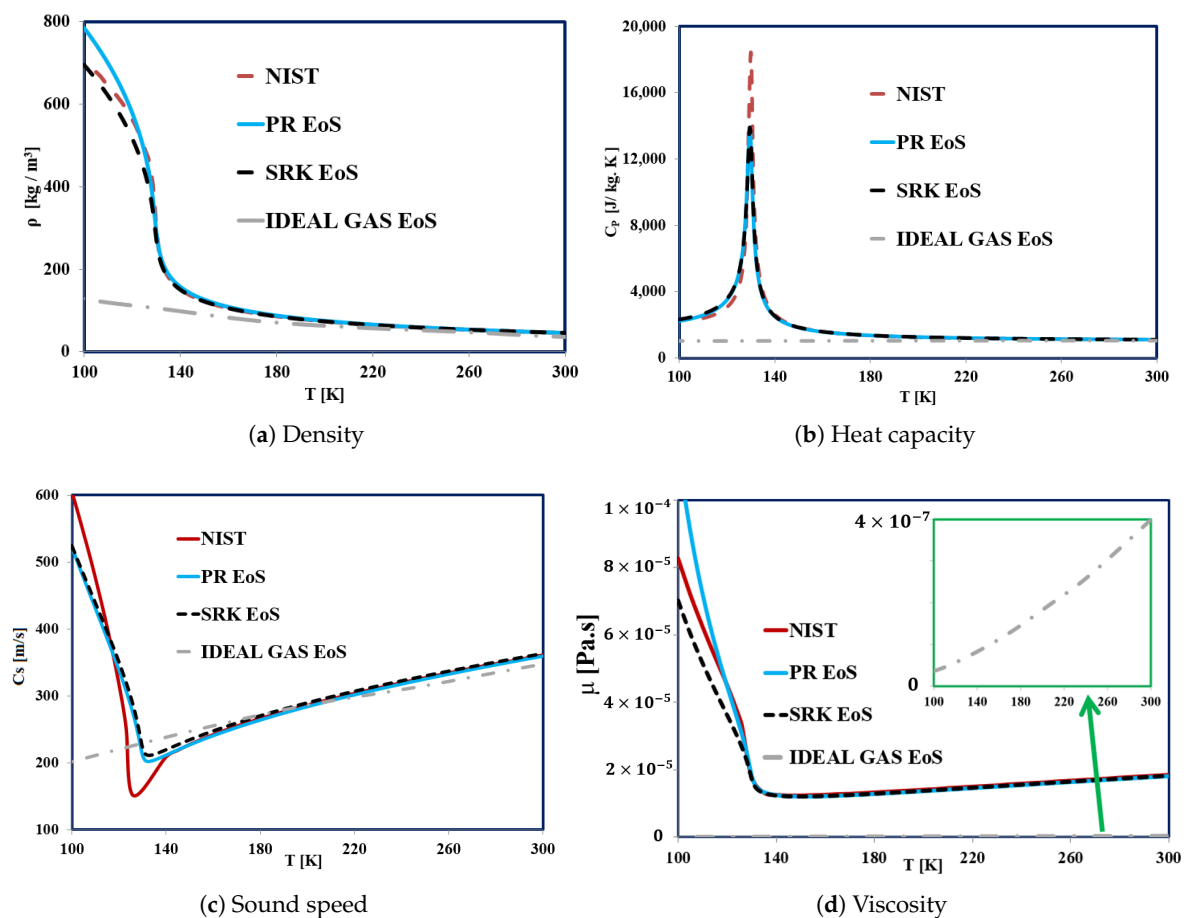 800
600
400
200
0
ρ [kg / m³]
NIST
PR EoS
SRK EoS
IDEAL GAS EoS
100 140 180 220 260 300
T [K]
(a) Density
20,000
16,000
12,000
8,000
4,000
0
C_P [J/ kg. K ]
NIST
PR EoS
SRK EoS
IDEAL GAS EoS
100 140 180 220 260 300
T [K]
(b) Heat capacity
600
500
400
300
200
100
Cs [m/s]
NIST
PR EoS
SRK EoS
IDEAL GAS EoS
100 140 180 220 260 300
T [K]
(c) Sound speed
1 × 10⁻⁴
8 × 10⁻⁵
6 × 10⁻⁵
4 × 10⁻⁵
2 × 10⁻⁵
0
μ [Pa.s]
NIST
PR EoS
SRK EoS
IDEAL GAS EoS
4 × 10⁻⁷
0
100 140 180 220 260 300
100 140 180 220 260 300
T [K]
(d) Viscosity